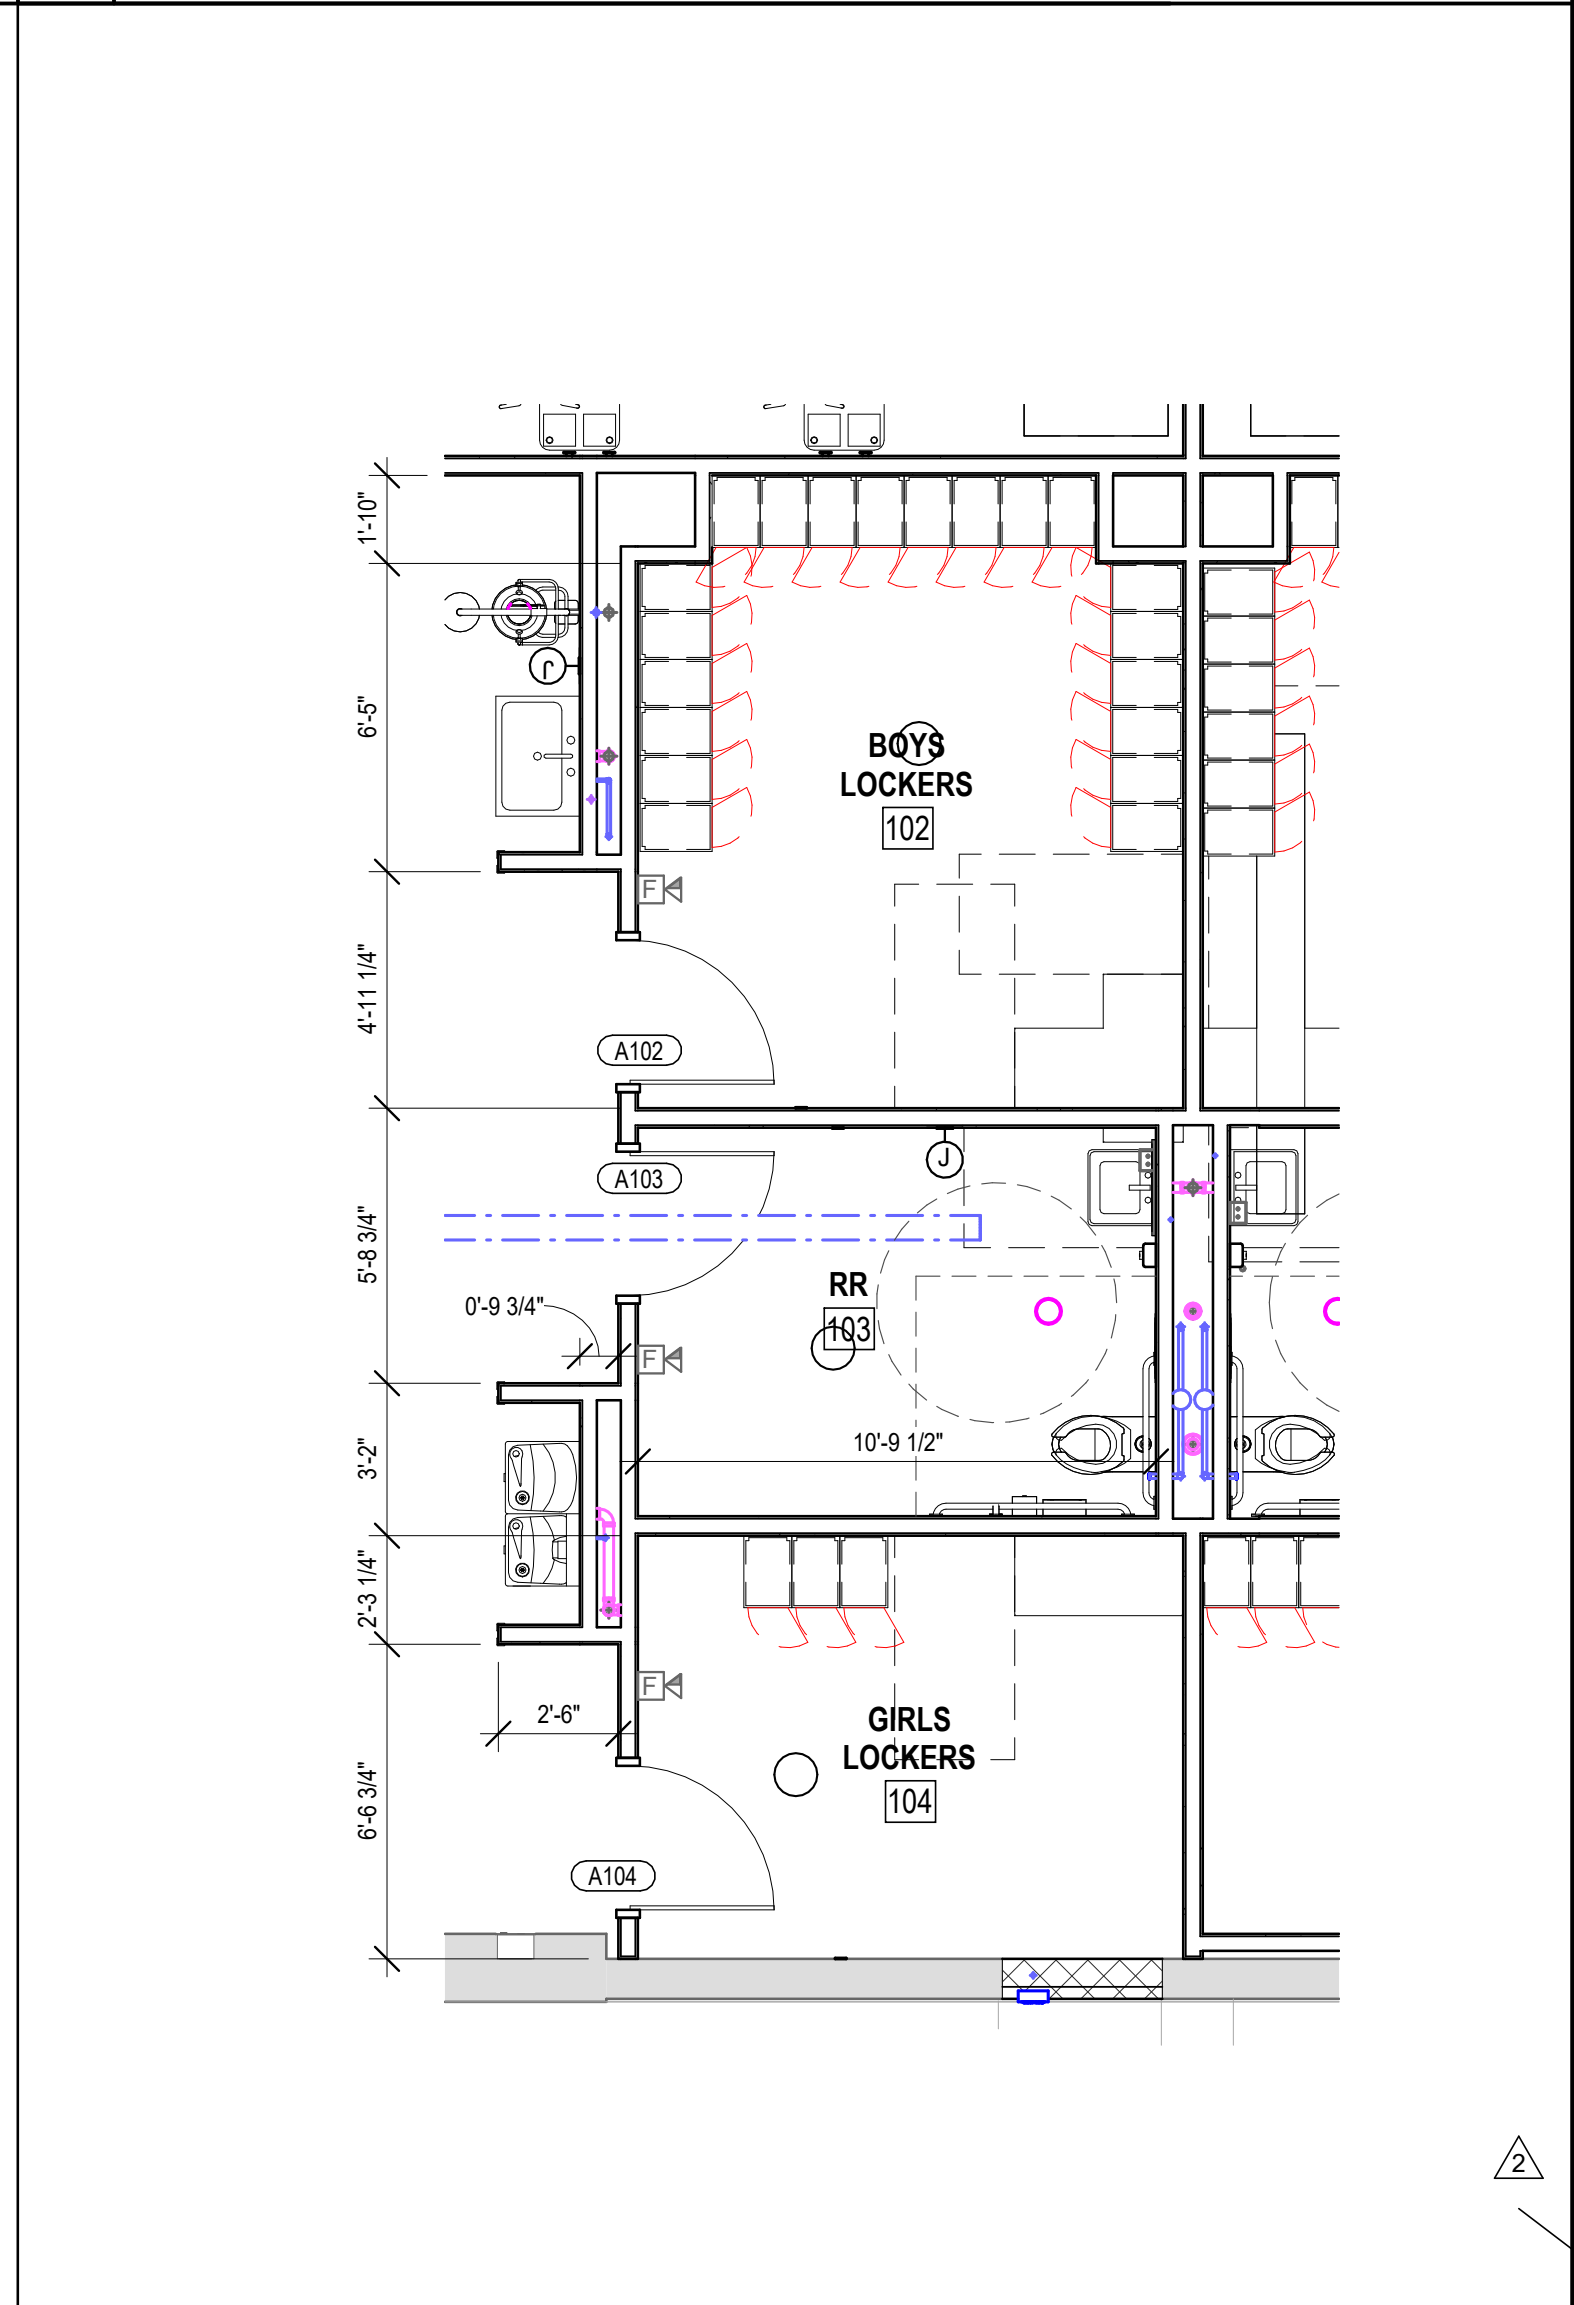 1'-10"
6'-5"
J
BOYS
LOCKERS
102
F
4'-11 1/4"
A102
A103
J
5'-8 3/4"
RR
103
0'-9 3/4"
F
3'-2"
10'-9 1/2"
2'-3 1/4"
F
2'-6"
GIRLS
LOCKERS
104
6'-6 3/4"
A104
2